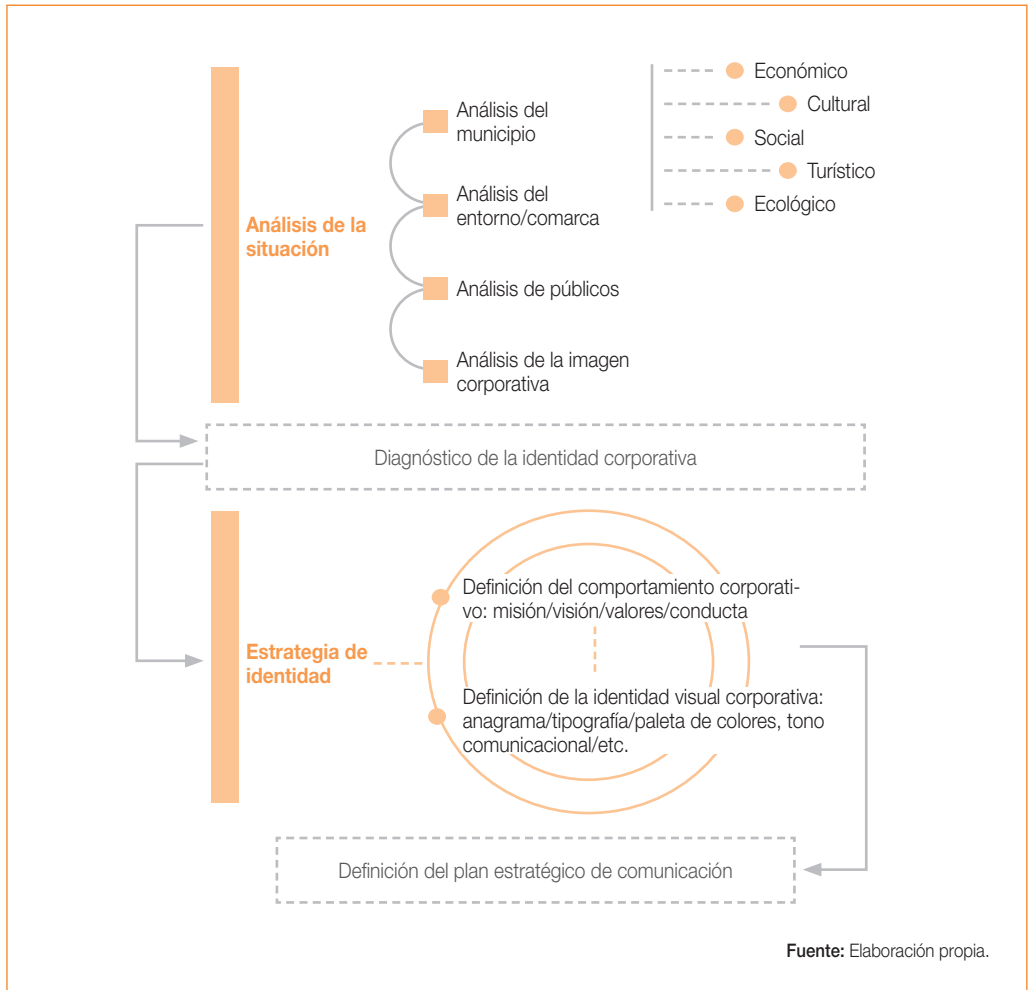 Análisis de la
situación
Análisis del
municipio
Análisis del
entorno/comarca
Análisis de públicos
Análisis de la imagen
corporativa
Económico
Cultural
Social
Turístico
Ecológico
Diagnóstico de la identidad corporativa
Estrategia de
identidad
Definición del comportamiento corporati-
vo: misión/visión/valores/conducta
Definición de la identidad visual corporativa:
anagrama/tipografía/paleta de colores, tono
comunicacional/etc.
Definición del plan estratégico de comunicación
Fuente: Elaboración propia.